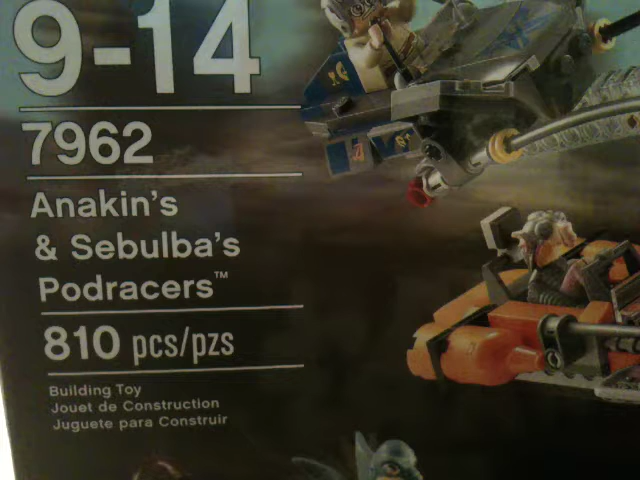 9-14
7962
Anakin's
& Sebulba's
Podracers™
810 pcs/pzs
Building Toy
Jouet de Construction
Juguete para Construir